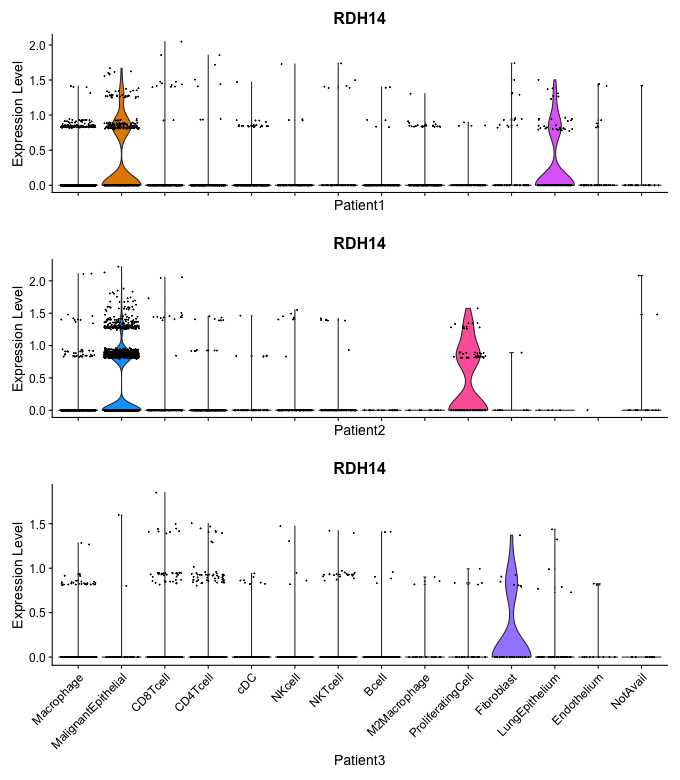 RDH14
Expression Level
2.0
1.5
1.0
0.5
0.0
Patient1
RDH14
Expression Level
2.0
1.5
1.0
0.5
0.0
Patient2
RDH14
Expression Level
1.5
1.0
0.5
0.0
Macrophage
MalignantEpithelial
CD8Tcell
CD4Tcell
cDC
NKcell
NKTcell
Bcell
M2Macrophage
ProliferatingCell
Fibroblast
LungEpithelium
Endothelium
NotAvail
Patient3